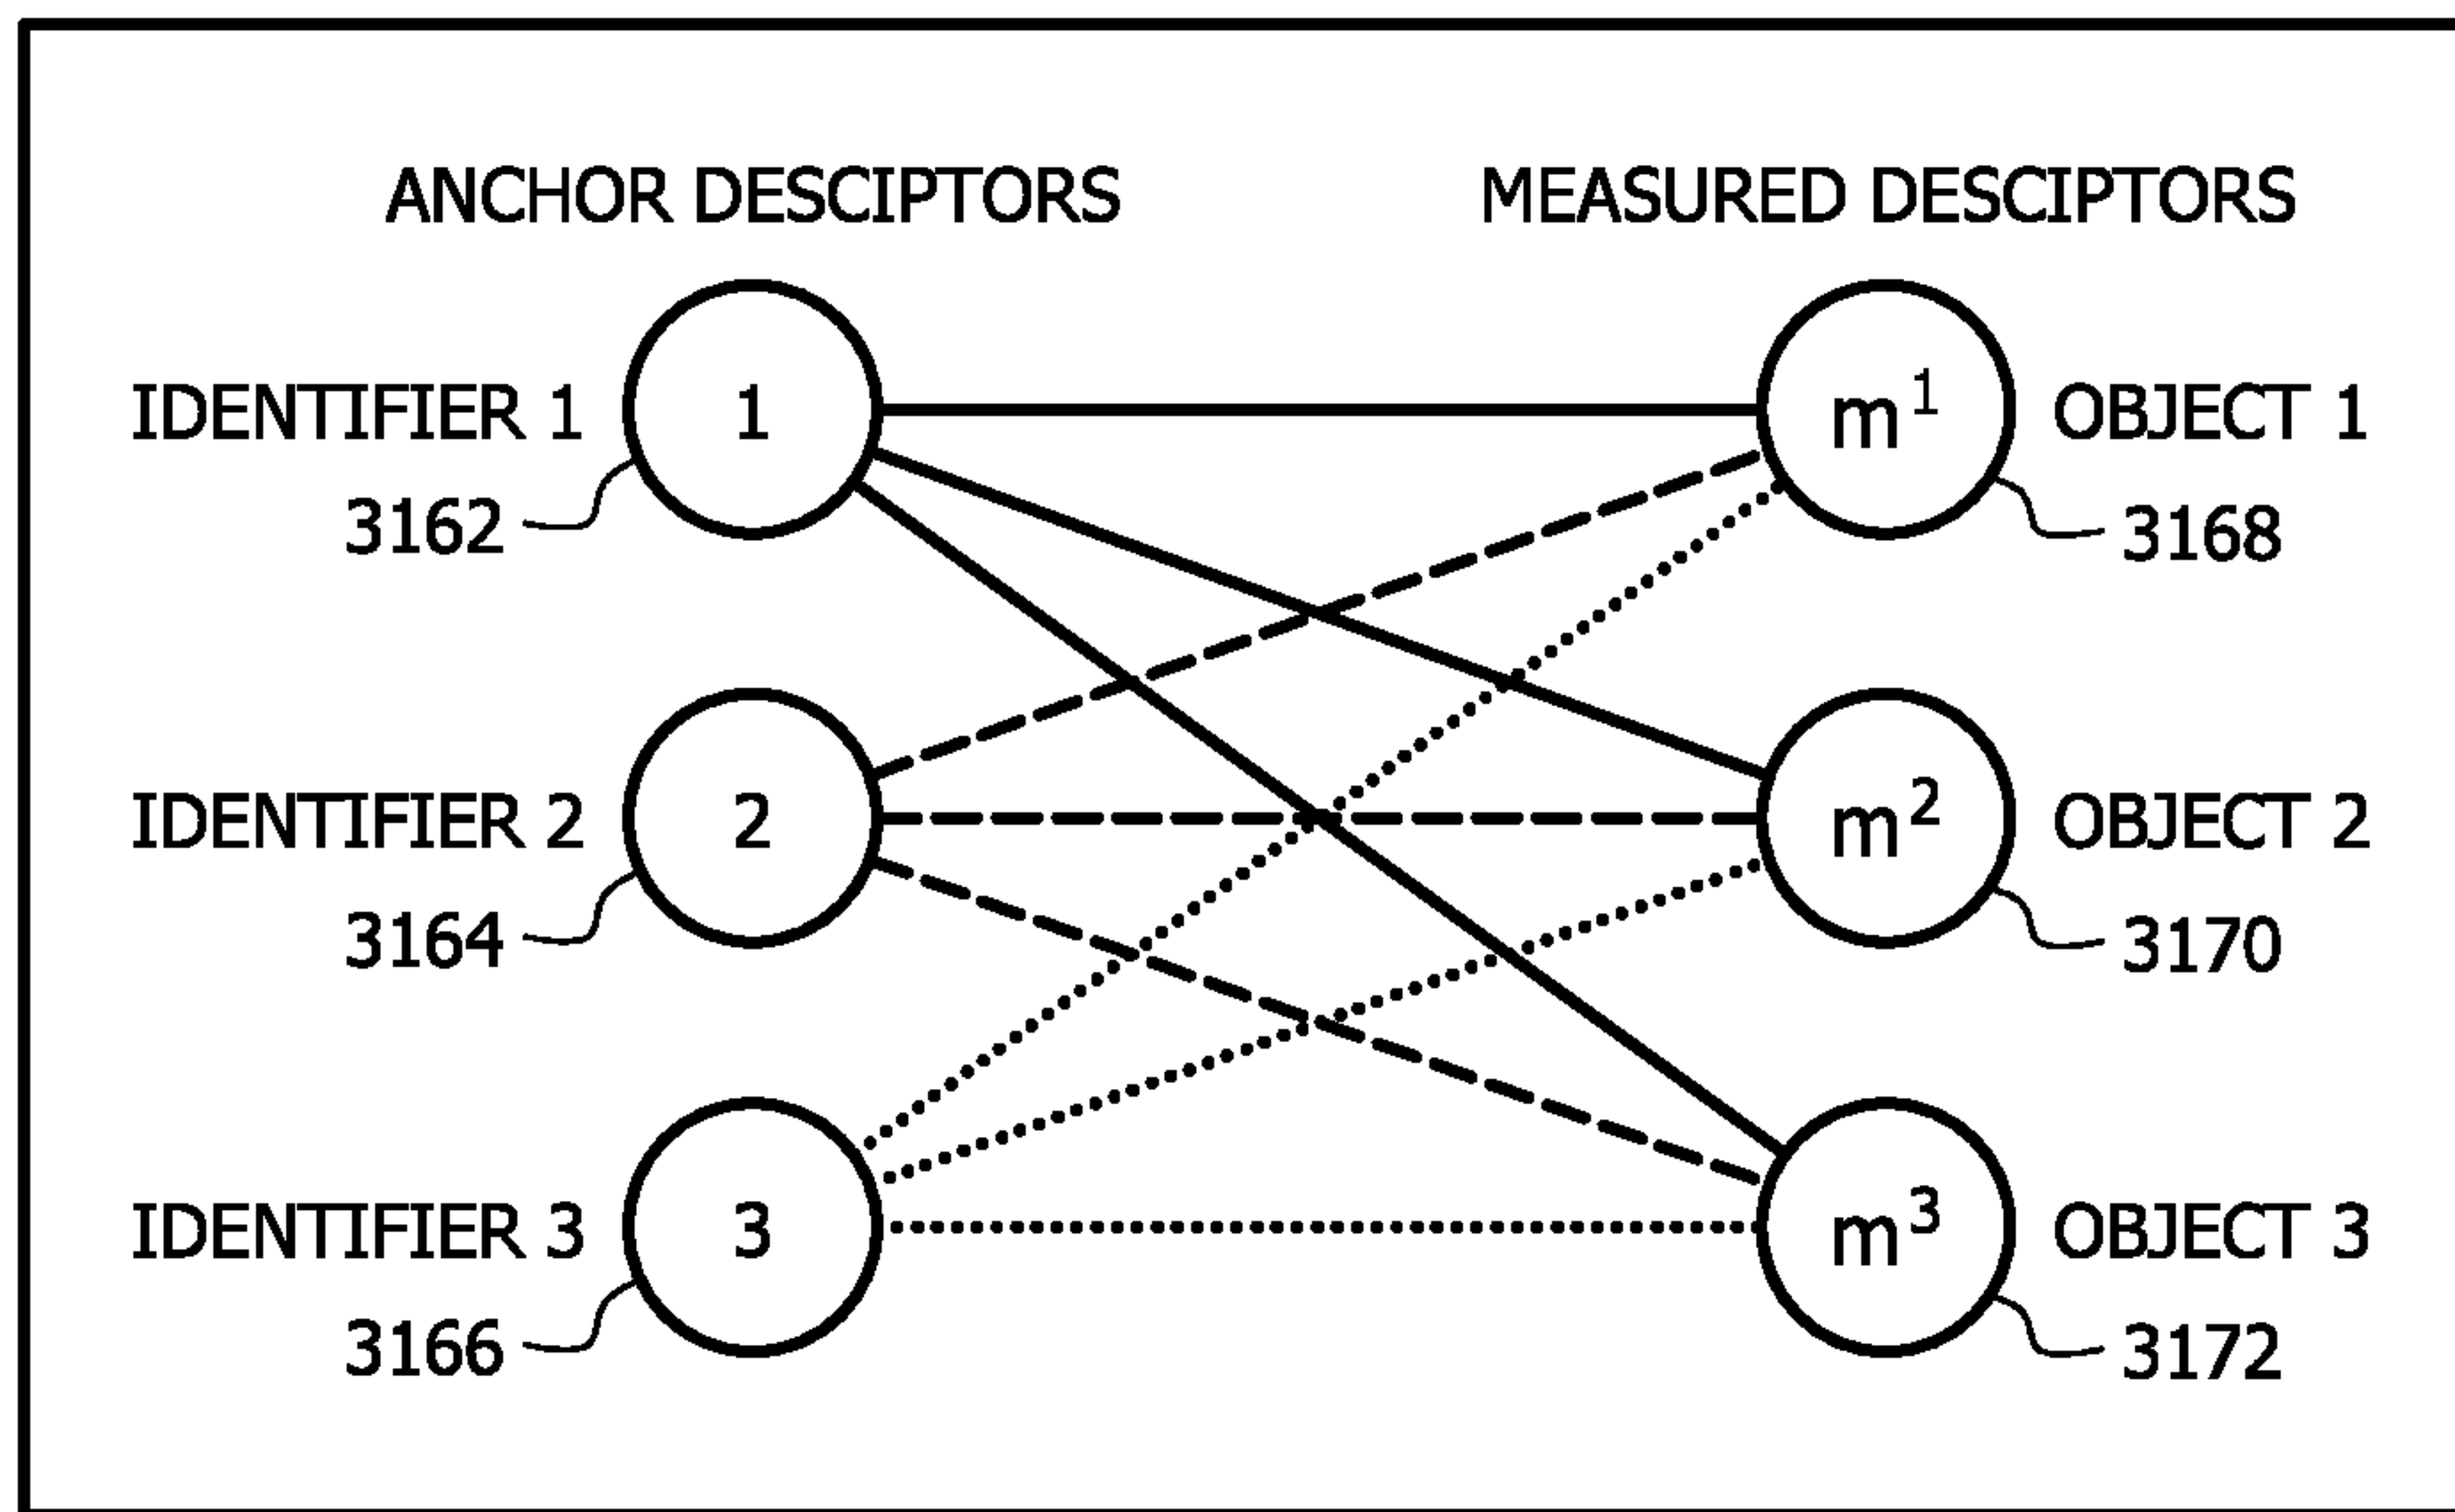 ANCHOR DESCIPTORS MEASURED DESCIPTORS
IDENTIFIER 1 1 m¹ OBJECT 1
3162 3168
IDENTIFIER 2 2 m² OBJECT 2
3164 3170
IDENTIFIER 3 3 m³ OBJECT 3
3166 3172